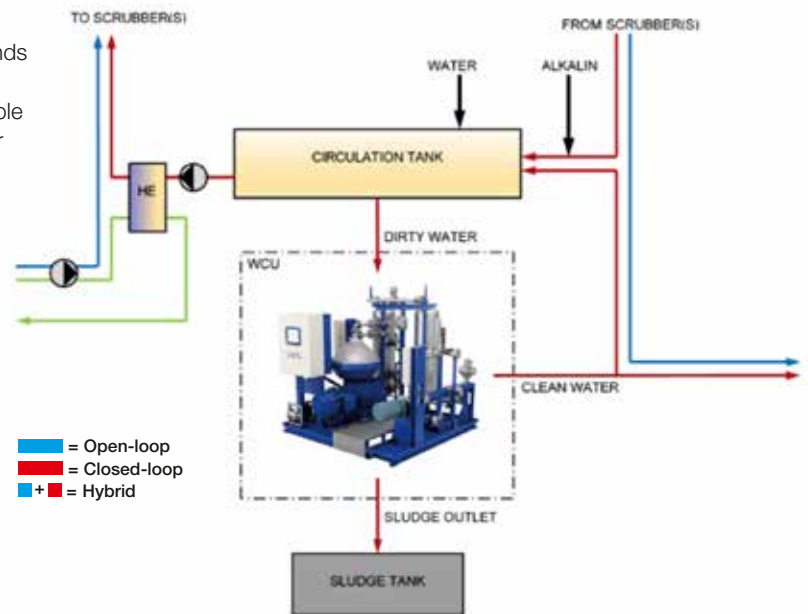 TO SCRUBBER(S)
FROM SCRUBBER(S)
WATER
ALKALIN
CIRCULATION TANK
HE
DIRTY WATER
WCU
CLEAN WATER
= Open-loop
= Closed-loop
+ = Hybrid
SLUDGE OUTLET
SLUDGE TANK